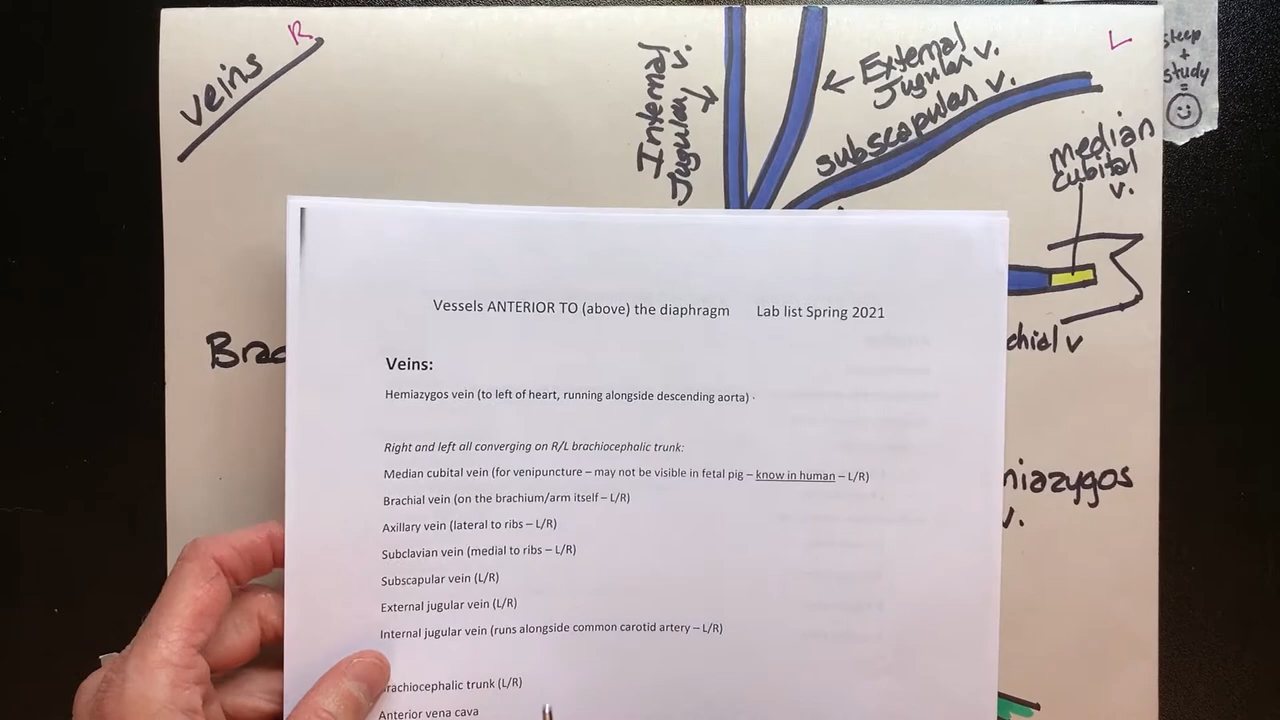 veins
R
Internal
Jugular v.
← External
Jugular v.
subscapular v.
L
sleep
+
study
=
median
cubital
v.
Vessels ANTERIOR TO (above) the diaphragm Lab list Spring 2021
Veins:
Hemiazygos vein (to left of heart, running alongside descending aorta)
Right and left all converging on R/L brachiocephalic trunk:
Median cubital vein (for venipuncture – may not be visible in fetal pig – know in human – L/R)
Brachial vein (on the brachium/arm itself – L/R)
Axillary vein (lateral to ribs – L/R)
Subclavian vein (medial to ribs – L/R)
Subscapular vein (L/R)
External jugular vein (L/R)
Internal jugular vein (runs alongside common carotid artery – L/R)
rachiocephalic trunk (L/R)
Anterior vena cava
Brac
chial v
miazygos
v.